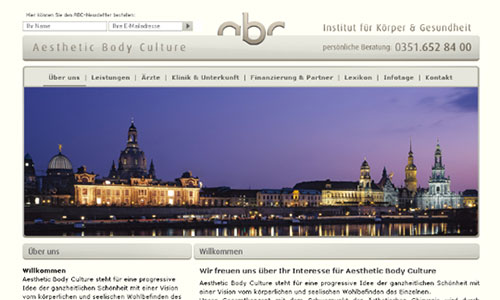 Hier können Sie den ABC-Newsletter bestellen:
Ihr Name
Ihre E-Mailadresse
abc
Institut für Körper & Gesundheit
Aesthetic Body Culture
persönliche Beratung: 0351.652 84 00
Über uns | Leistungen | Ärzte | Klinik & Unterkunft | Finanzierung & Partner | Lexikon | Infotage | Kontakt
Über uns
Willkommen
Willkommen
Aesthetic Body Culture steht für eine progressive
Idee der ganzheitlichen Schönheit mit einer Vision
vom körperlichen und seelischen Wohlbefinden des
Wir freuen uns über Ihr Interesse für Aesthetic Body Culture
Aesthetic Body Culture steht für eine progressive Idee der ganzheitlichen Schönheit mit
einer Vision vom körperlichen und seelischen Wohlbefinden des Einzelnen.